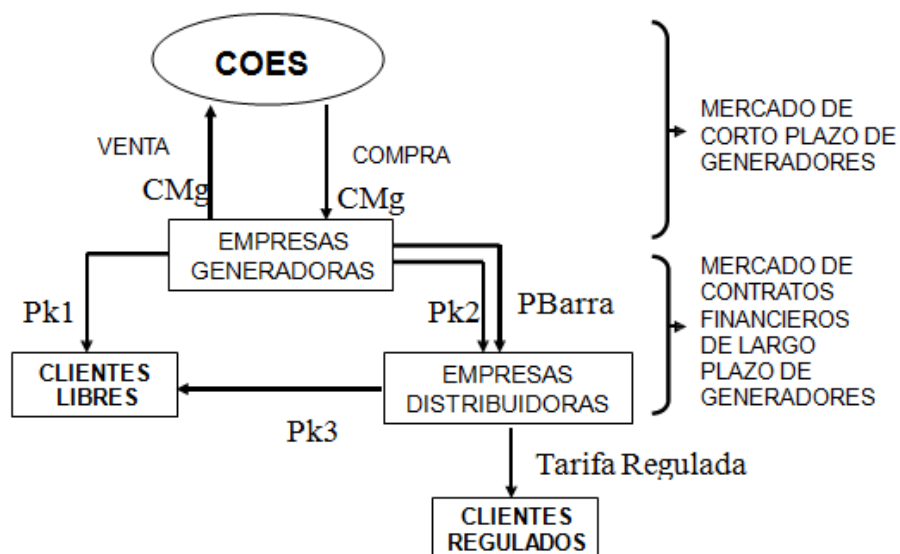 COES
VENTA
COMPRA
CMg
CMg
MERCADO DE
CORTO PLAZO DE
GENERADORES
EMPRESAS
GENERADORAS
Pk1
Pk2
PBarra
MERCADO DE
CONTRATOS
FINANCIEROS
DE LARGO
PLAZO DE
GENERADORES
CLIENTES
LIBRES
EMPRESAS
DISTRIBUIDORAS
Pk3
Tarifa Regulada
CLIENTES
REGULADOS